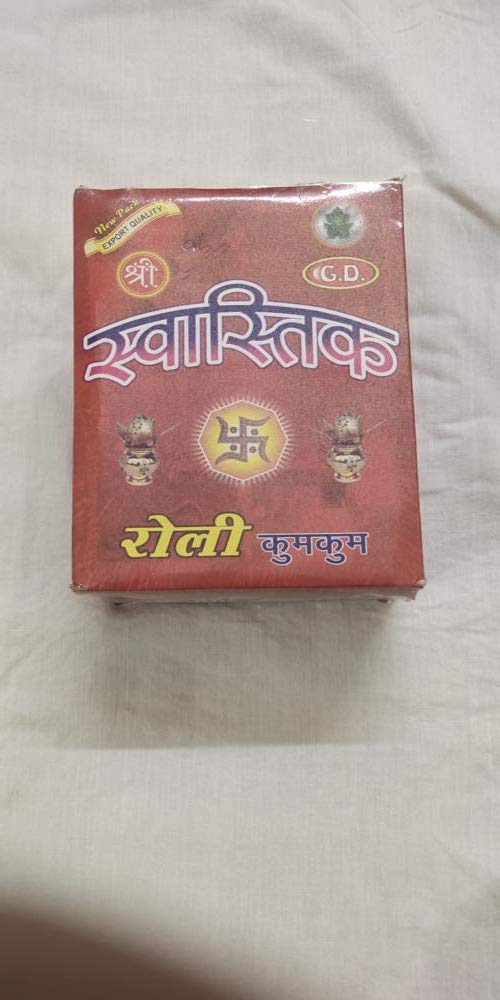 New Pack
EXPORT QUALITY
श्री
G.D.
स्वास्तिक
रोली कुमकुम